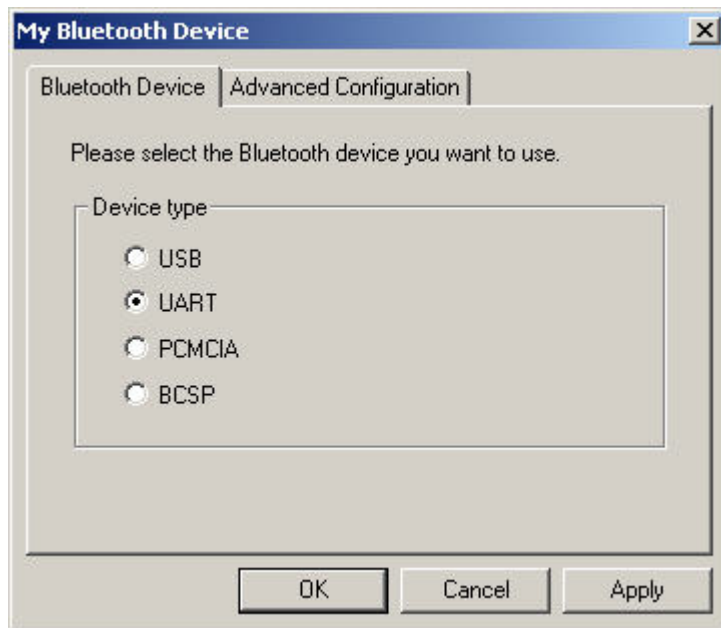 My Bluetooth Device
Bluetooth Device Advanced Configuration
Please select the Bluetooth device you want to use.
Device type
USB
UART
PCMCIA
BCSP
OK Cancel Apply